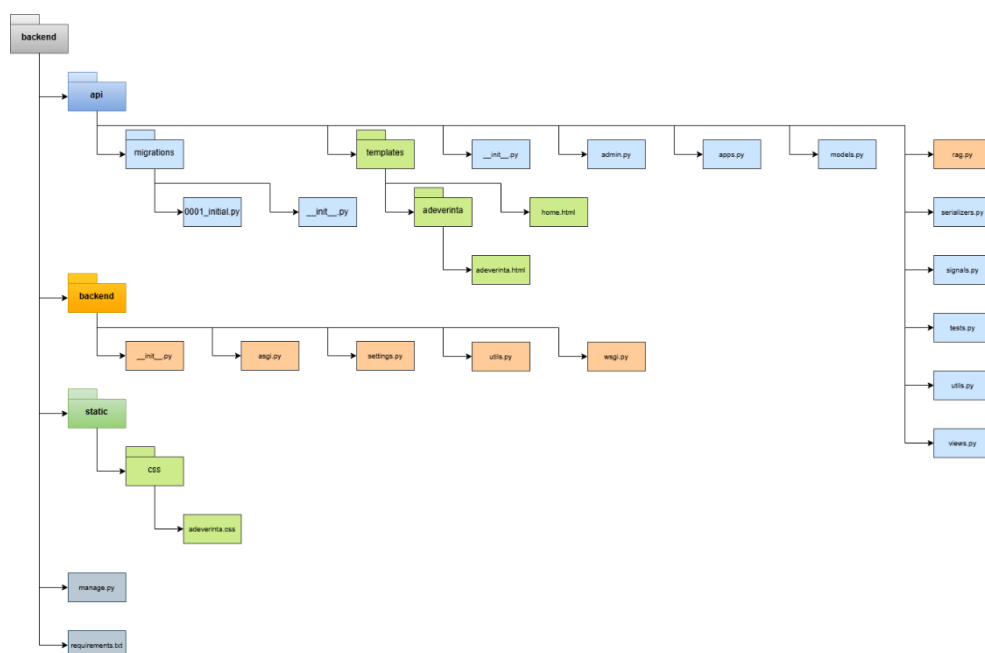 backend
api
migrations
templates
__init__.py
admin.py
apps.py
models.py
rag.py
0001_initial.py
__init__.py
adeverinta
home.html
serializers.py
adeverinta.html
signals.py
backend
tests.py
__init__.py
asgi.py
settings.py
utils.py
wsgi.py
utils.py
static
views.py
css
adeverinta.css
manage.py
requirements.txt